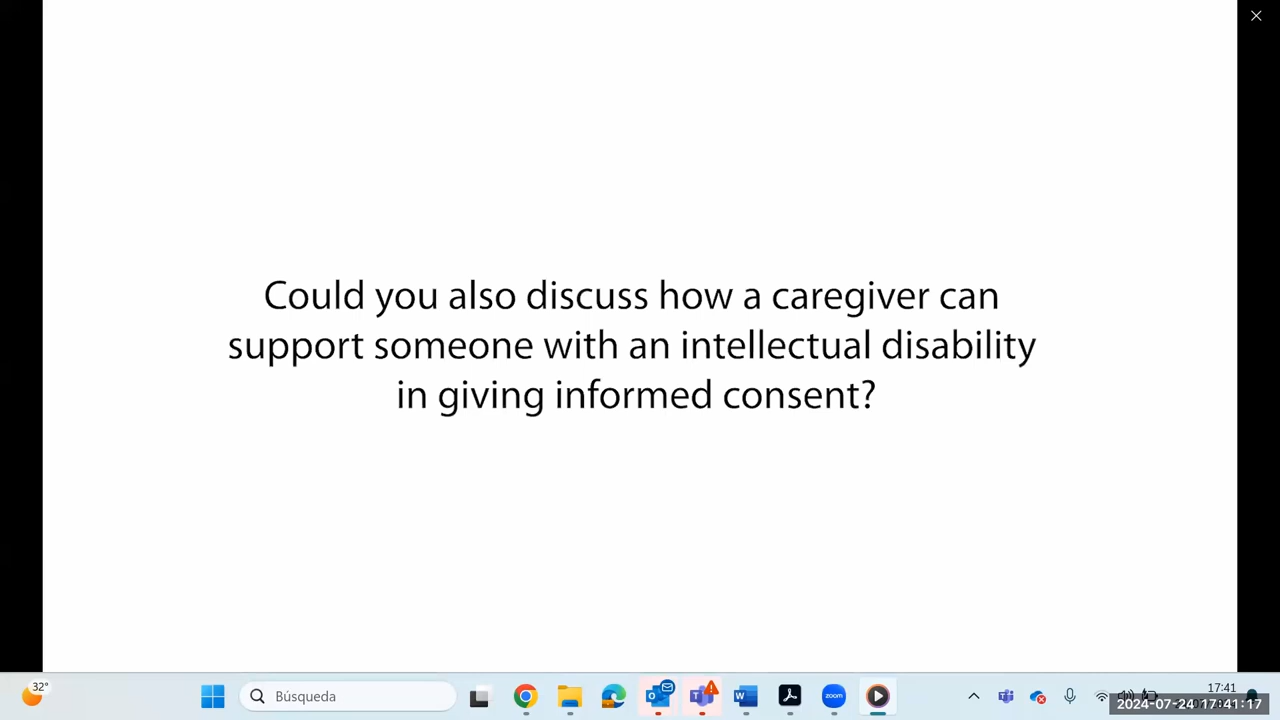 Could you also discuss how a caregiver can
support someone with an intellectual disability
in giving informed consent?
32°
Búsqueda
zoom
17:41
2024-07-24 17:41:17